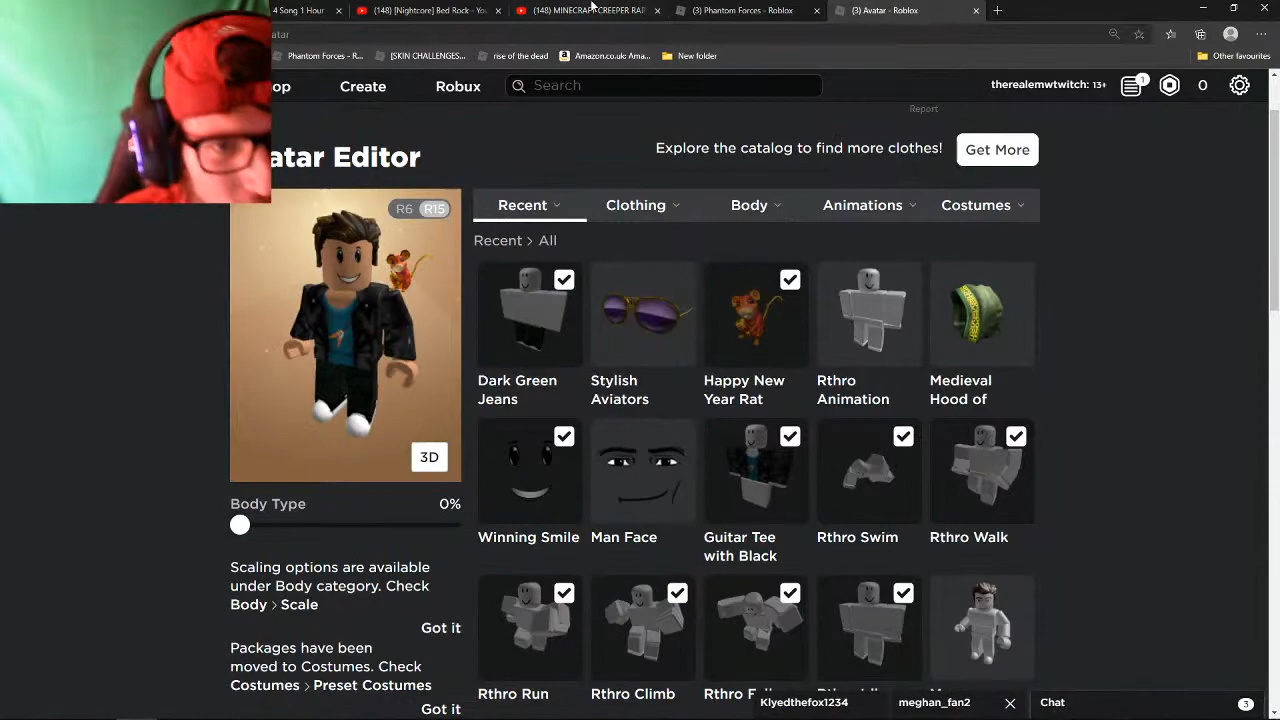 4 Song 1 Hour
(148) [Nightcore] Bed Rock - You
(148) MINECRAFT CREEPER RAP
(3) Phantom Forces - Roblox
(3) Avatar - Roblox
atar
Phantom Forces - R...
[SKIN CHALLENGES...
rise of the dead
Amazon.co.uk: Ama...
New folder
Other favourites
op
Create
Robux
Search
therealmwtwitch: 13+
1
0
Report
atar Editor
Explore the catalog to find more clothes!
Get More
R6 R15
Recent
Clothing
Body
Animations
Costumes
Recent > All
3D
Dark Green
Jeans
Stylish
Aviators
Happy New
Year Rat
Rthro
Animation
Medieval
Hood of
Body Type
0%
Winning Smile
Man Face
Guitar Tee
with Black
Rthro Swim
Rthro Walk
Scaling options are available
under Body category. Check
Body > Scale
Got it
Packages have been
moved to Costumes. Check
Costumes > Preset Costumes
Got it
Rthro Run
Rthro Climb
Klyedthefox1234
meghan_fan2
Chat
3